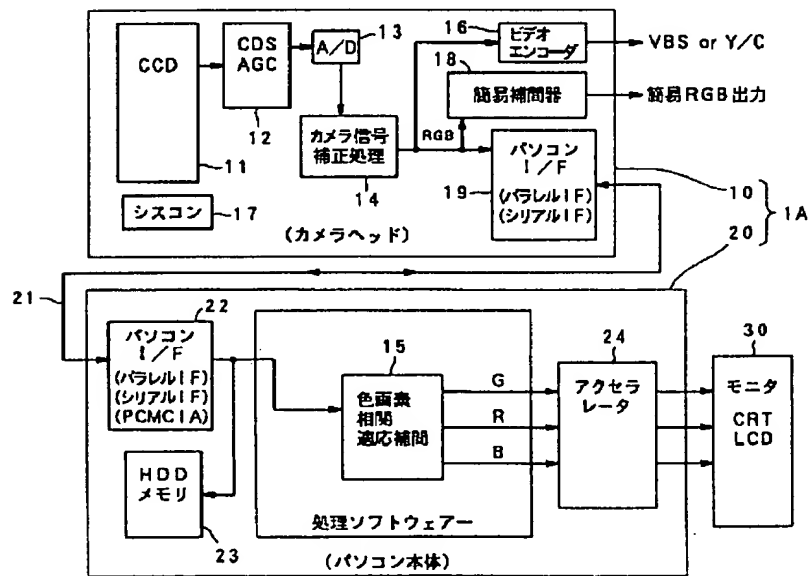 11
CCD
CDS
AGC
12
A/D
13
カメラ信号
補正処理
14
16
ビデオ
エンコーダ
VBS or Y/C
18
簡易補間器
簡易RGB出力
RGB
パソコン
I/F
19
(パラレルIF)
(シリアルIF)
シスコン
17
(カメラヘッド)
10
20
1A
21
22
パソコン
I/F
(パラレルIF)
(シリアルIF)
(PCMCIA)
HDD
メモリ
23
15
色画素
相関
適応補間
G
R
B
処理ソフトウェアー
24
アクセラ
レータ
30
モニタ
CRT
LCD
(パソコン本体)